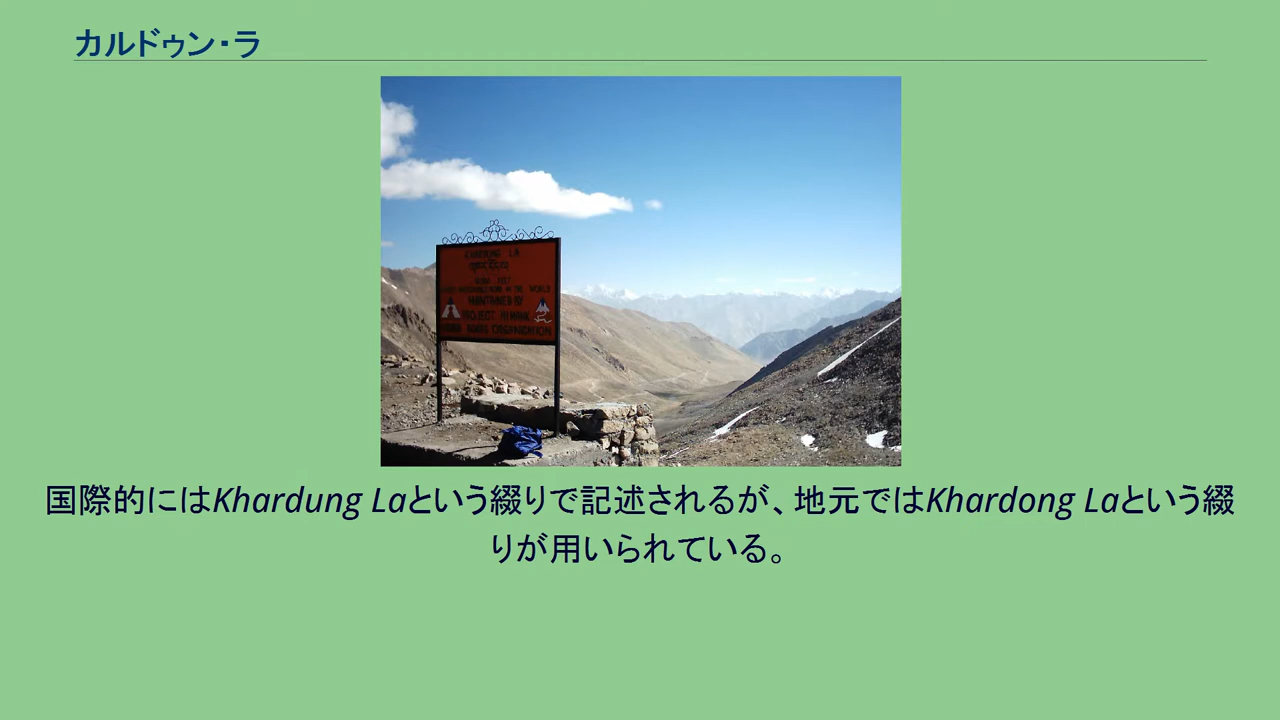 カルドゥン・ラ
KHARDUNG LA
MAINTAINED BY
PROJECT HIMANK
ROADS ORGANISATION
国際的にはKhardung Laという綴りで記述されるが、地元ではKhardong Laという綴
りが用いられている。